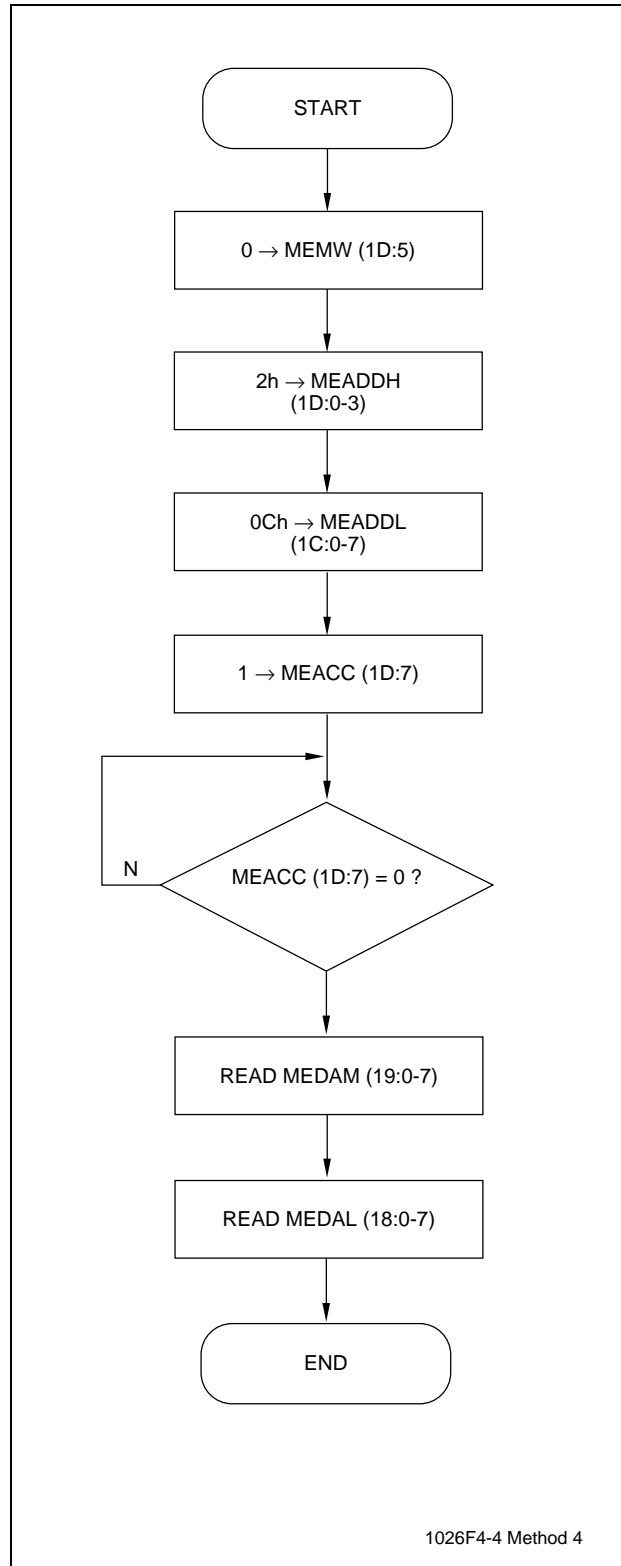 START
0 → MEMW (1D:5)
2h → MEADDH
(1D:0-3)
0Ch → MEADDL
(1C:0-7)
1 → MEACC (1D:7)
N
MEACC (1D:7) = 0 ?
READ MEDAM (19:0-7)
READ MEDAL (18:0-7)
END
1026F4-4 Method 4